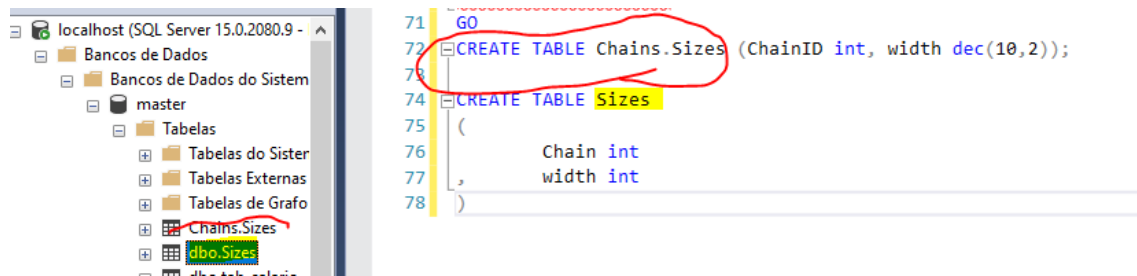 localhost (SQL Server 15.0.2080.9 -
Bancos de Dados
Bancos de Dados do Sistem
master
Tabelas
Tabelas do Sister
Tabelas Externas
Tabelas de Grafo
Chains.Sizes
dbo.Sizes
71 GO
72 CREATE TABLE Chains.Sizes (ChainID int, width dec(10,2));
73
74 CREATE TABLE Sizes
75 (
76 Chain int
77 , width int
78 )